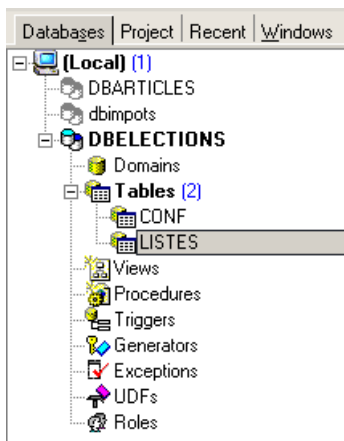 Databases Project Recent Windows
(Local) (1)
DBARTICLES
dbimpots
DBELECTIONS
Domains
Tables (2)
CONF
LISTES
Views
Procedures
Triggers
Generators
Exceptions
UDFs
Roles